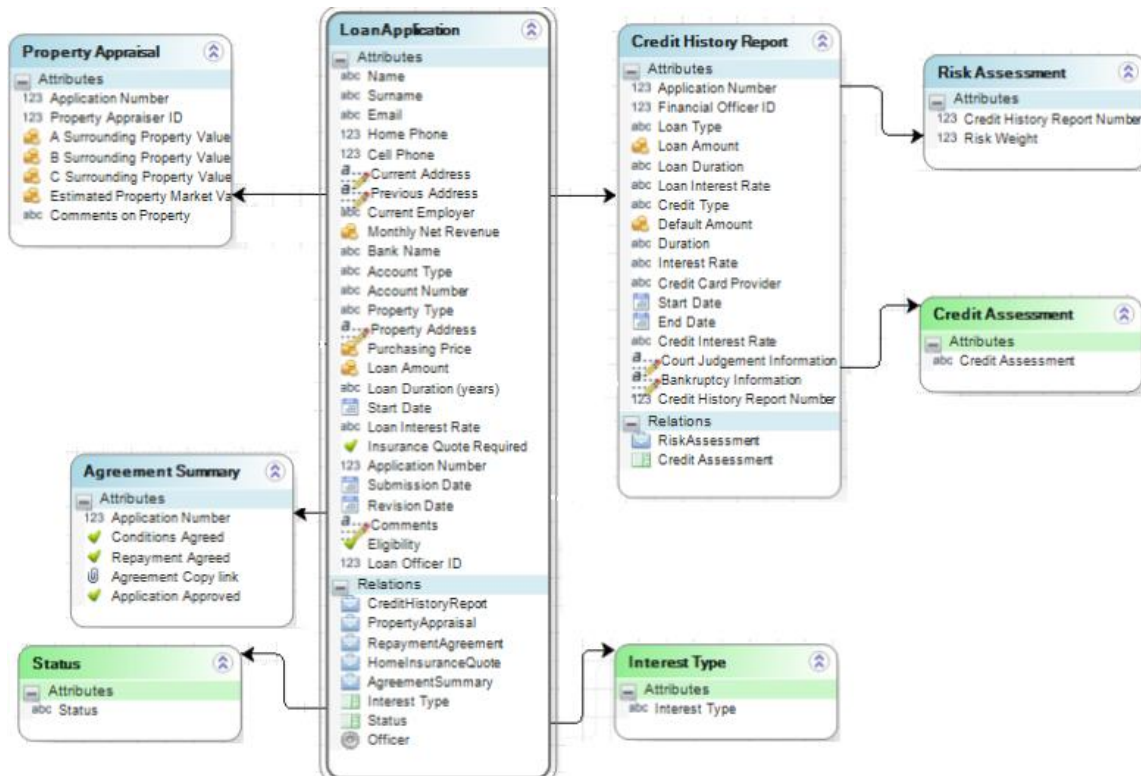 Property Appraisal
Attributes
123 Application Number
123 Property Appraiser ID
A Surrounding Property Value
B Surrounding Property Value
C Surrounding Property Value
Estimated Property Market Va
abc Comments on Property
LoanApplication
Attributes
abc Name
abc Surname
abc Email
123 Home Phone
123 Cell Phone
a Current Address
a Previous Address
abc Current Employer
Monthly Net Revenue
abc Bank Name
abc Account Type
abc Account Number
abc Property Type
a Property Address
Purchasing Price
Loan Amount
abc Loan Duration (years)
Start Date
abc Loan Interest Rate
Insurance Quote Required
123 Application Number
Submission Date
Revision Date
a Comments
Eligibility
123 Loan Officer ID
Relations
CreditHistoryReport
PropertyAppraisal
RepaymentAgreement
HomeInsuranceQuote
AgreementSummary
Interest Type
Status
Officer
Credit History Report
Attributes
123 Application Number
123 Financial Officer ID
abc Loan Type
Loan Amount
abc Loan Duration
abc Loan Interest Rate
abc Credit Type
Default Amount
abc Duration
abc Interest Rate
abc Credit Card Provider
Start Date
End Date
abc Credit Interest Rate
a Court Judgement Information
a Bankruptcy Information
123 Credit History Report Number
Relations
RiskAssessment
Credit Assessment
Risk Assessment
Attributes
123 Credit History Report Number
123 Risk Weight
Credit Assessment
Attributes
abc Credit Assessment
Agreement Summary
Attributes
123 Application Number
Conditions Agreed
Repayment Agreed
Agreement Copy link
Application Approved
Status
Attributes
abc Status
Interest Type
Attributes
abc Interest Type